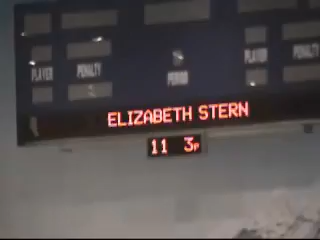 PLAYER PENALTY PERIOD PLAYER PENALTY
ELIZABETH STERN
11 3P